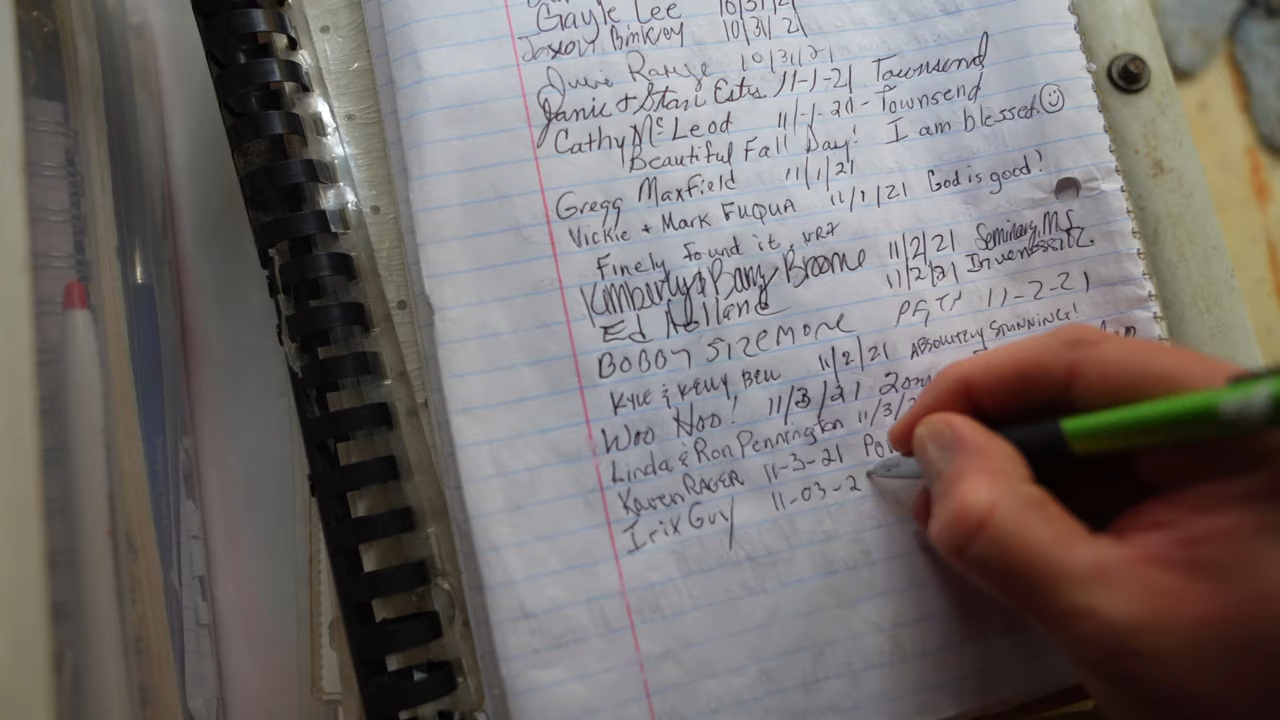 Gayle Lee 10/31/21
Jaxon Binkley 10/31/21
Range 10/31/21
Janie + Stan Estes 11-1-21 Townsend
Cathy McLeod 11/-1-21 - Townsend
Beautiful Fall Day! I am blessed. ☺
Gregg Maxfield 11/1/21
Vickie + Mark FUQUA 11/1/21 God is good!
Finely found it,
Kimberly & Barry Broome 11/2/21 Seminary, MS
Ed 11/2/21
BOBBY SIZEMORE 11-2-21
KYLE & KELLY BELL 11/2/21 ABSOLUTELY STUNNING!
Woo Hoo! 11/3/21
Linda & Ron Pennington 11/3/2
Karen RAGER 11-3-21
Irix Guy 11-03-2